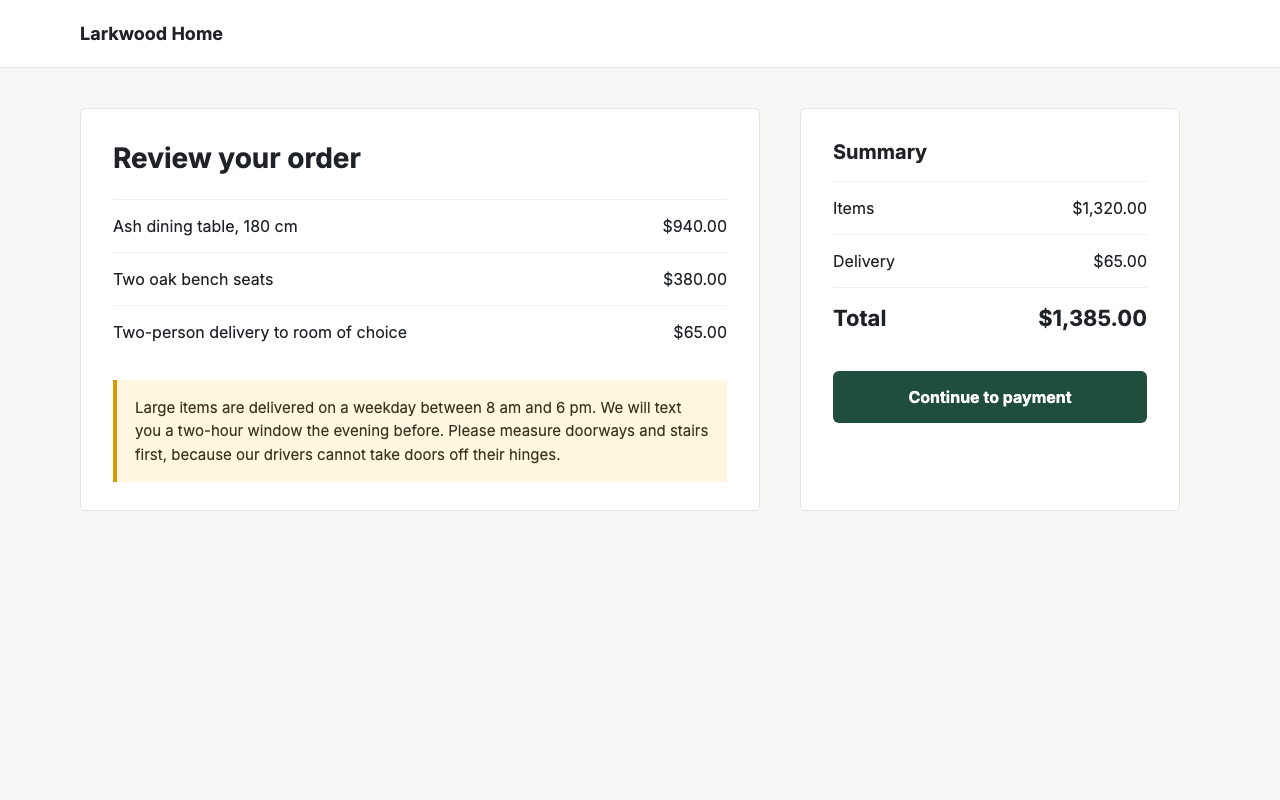 Larkwood Home
Review your order
Ash dining table, 180 cm $940.00
Two oak bench seats $380.00
Two-person delivery to room of choice $65.00
Large items are delivered on a weekday between 8 am and 6 pm. We will text
you a two-hour window the evening before. Please measure doorways and stairs
first, because our drivers cannot take doors off their hinges.
Summary
Items $1,320.00
Delivery $65.00
Total $1,385.00
Continue to payment